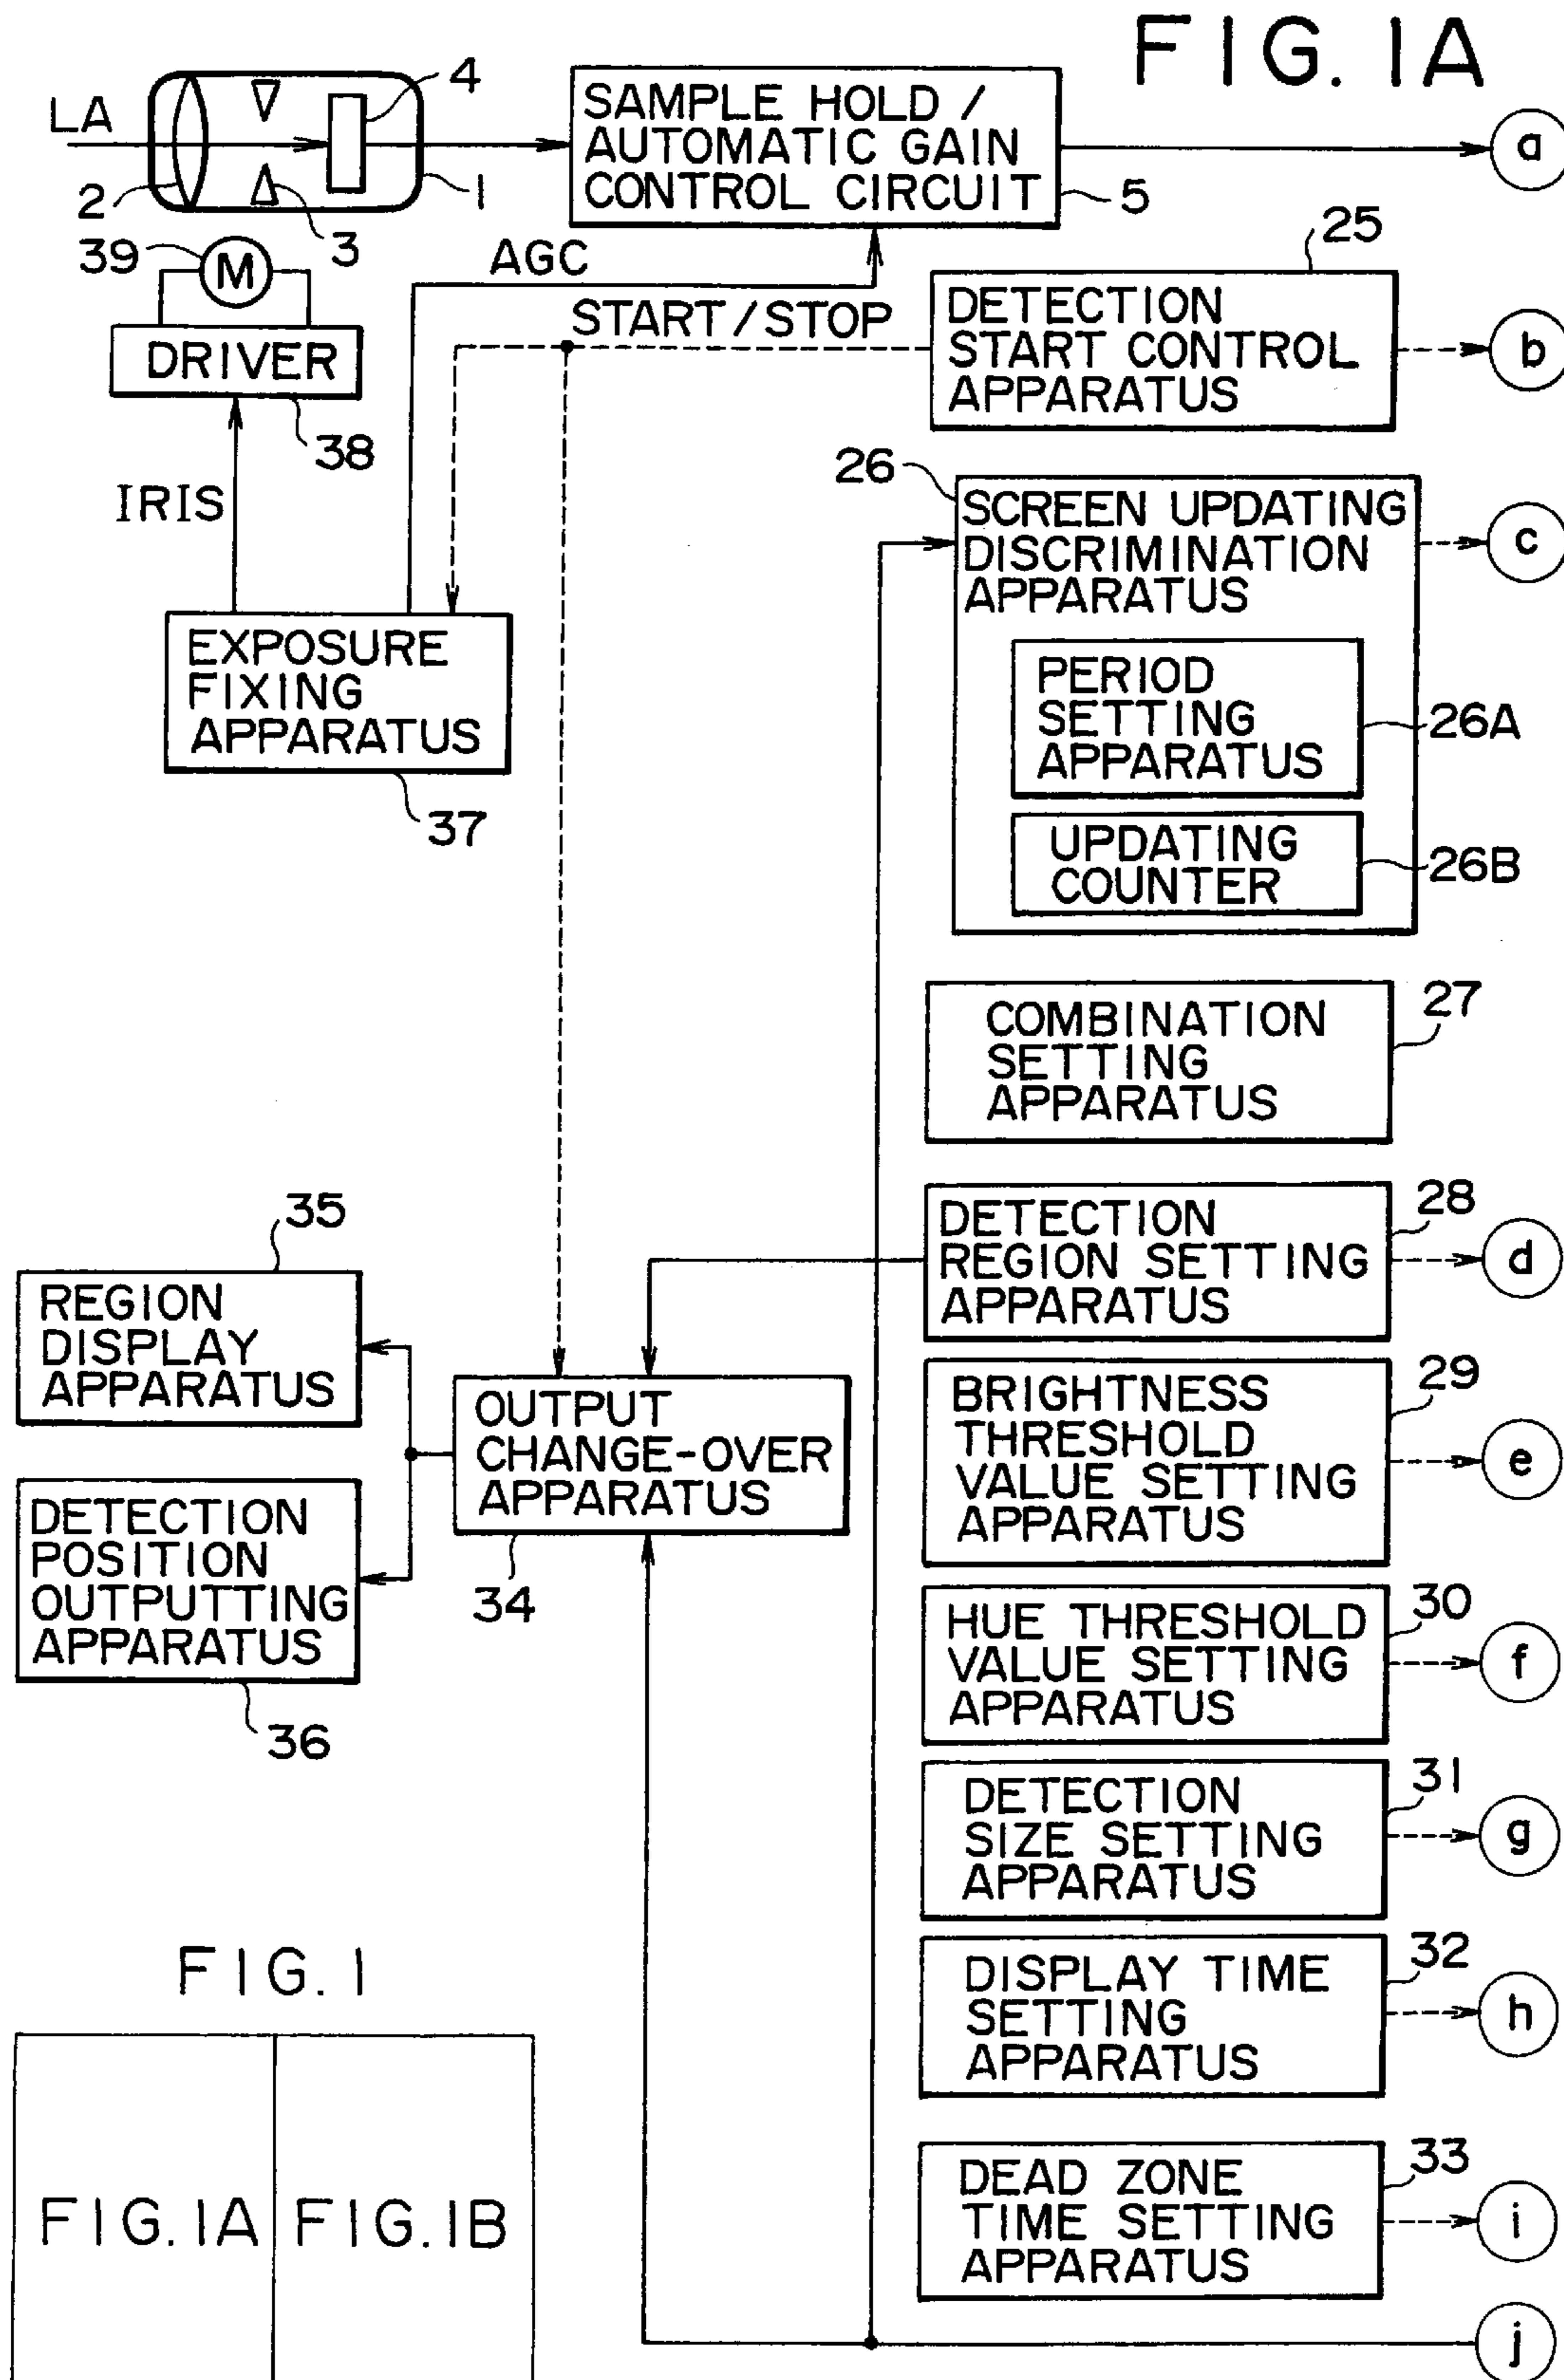 FIG. 1A
LA
4
2
3
1
SAMPLE HOLD /
AUTOMATIC GAIN
CONTROL CIRCUIT
5
a
39
M
AGC
25
START/STOP
DETECTION
START CONTROL
APPARATUS
b
DRIVER
38
IRIS
26
SCREEN UPDATING
DISCRIMINATION
APPARATUS
c
EXPOSURE
FIXING
APPARATUS
37
PERIOD
SETTING
APPARATUS
26A
UPDATING
COUNTER
26B
COMBINATION
SETTING
APPARATUS
27
35
REGION
DISPLAY
APPARATUS
DETECTION
REGION SETTING
APPARATUS
28
d
OUTPUT
CHANGE-OVER
APPARATUS
34
BRIGHTNESS
THRESHOLD
VALUE SETTING
APPARATUS
29
e
DETECTION
POSITION
OUTPUTTING
APPARATUS
36
HUE THRESHOLD
VALUE SETTING
APPARATUS
30
f
DETECTION
SIZE SETTING
APPARATUS
31
g
DISPLAY TIME
SETTING
APPARATUS
32
h
DEAD ZONE
TIME SETTING
APPARATUS
33
i
j
FIG. 1
FIG. 1A
FIG. 1B